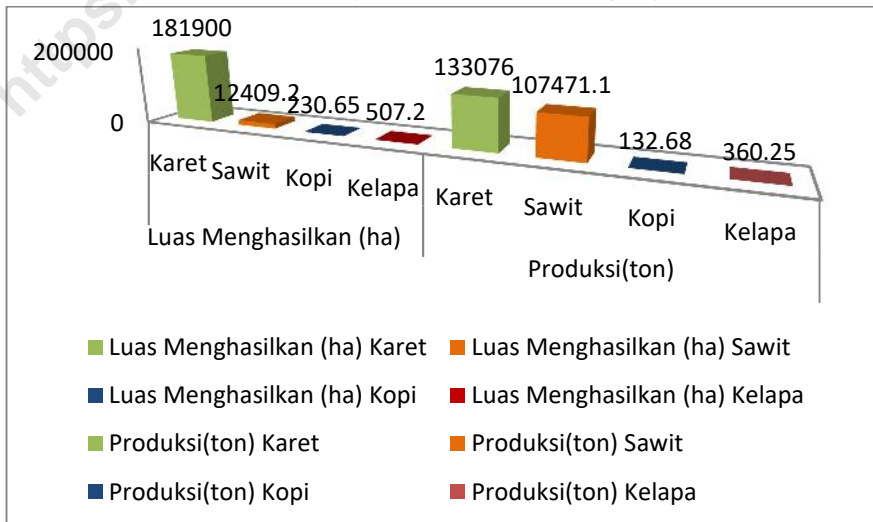 https
200000
0
181900
12409.2
230.65
507.2
133076
107471.1
132.68
360.25
Karet
Sawit
Kopi
Kelapa
Karet
Sawit
Kopi
Kelapa
Luas Menghasilkan (ha)
Produksi(ton)
Luas Menghasilkan (ha) Karet
Luas Menghasilkan (ha) Sawit
Luas Menghasilkan (ha) Kopi
Luas Menghasilkan (ha) Kelapa
Produksi(ton) Karet
Produksi(ton) Sawit
Produksi(ton) Kopi
Produksi(ton) Kelapa